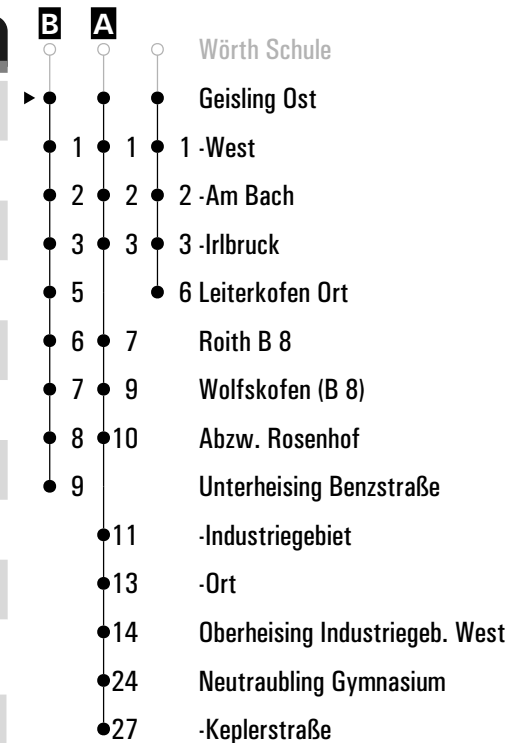 B A
Wörth Schule
Geisling Ost
1 1 1 -West
2 2 2 -Am Bach
3 3 3 -Irlbruck
5 6 Leiterkofen Ort
6 7 Roith B 8
7 9 Wolfskofen (B 8)
8 10 Abzw. Rosenhof
9 Unterheising Benzstraße
11 -Industriegebiet
13 -Ort
14 Oberheising Industriegeb. West
24 Neutraubling Gymnasium
27 -Keplerstraße